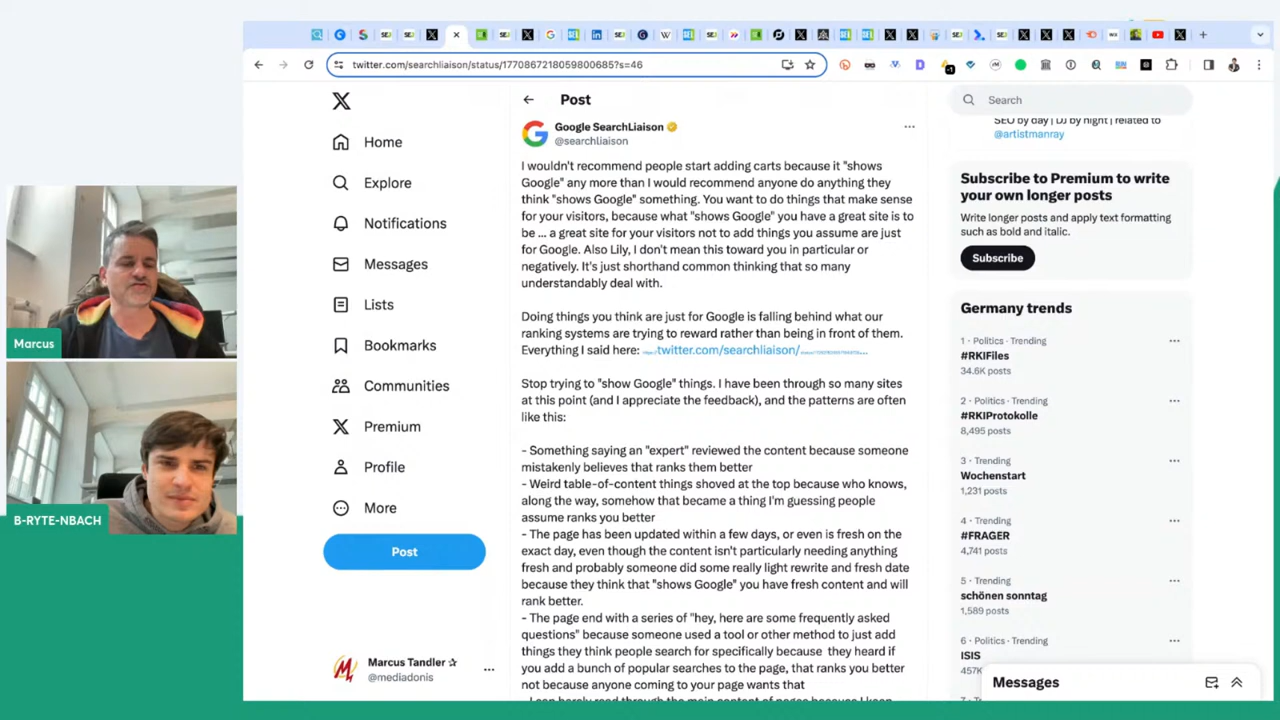 twitter.com/searchliaison/status/1770867218059800685?s=46
Home
Explore
Notifications
Messages
Lists
Bookmarks
Communities
Premium
Profile
More
Post
Marcus Tandler
@mediadonis
Post
Google SearchLiaison
@searchliaison
I wouldn't recommend people start adding carts because it "shows
Google" any more than I would recommend anyone do anything they
think "shows Google" something. You want to do things that make sense
for your visitors, because what "shows Google" you have a great site is to
be ... a great site for your visitors not to add things you assume are just
for Google. Also Lily, I don't mean this toward you in particular or
negatively. It's just shorthand common thinking that so many
understandably deal with.
Doing things you think are just for Google is falling behind what our
ranking systems are trying to reward rather than being in front of them.
Everything I said here: twitter.com/searchliaison/
Stop trying to "show Google" things. I have been through so many sites
at this point (and I appreciate the feedback), and the patterns are often
like this:
- Something saying an "expert" reviewed the content because someone
mistakenly believes that ranks them better
- Weird table-of-content things shoved at the top because who knows,
along the way, somehow that became a thing I'm guessing people
assume ranks you better
- The page has been updated within a few days, or even is fresh on the
exact day, even though the content isn't particularly needing anything
fresh and probably someone did some really light rewrite and fresh date
because they think that "shows Google" you have fresh content and will
rank better.
- The page end with a series of "hey, here are some frequently asked
questions" because someone used a tool or other method to just add
things they think people search for specifically because they heard if
you add a bunch of popular searches to the page, that ranks you better
not because anyone coming to your page wants that
Search
SEO by day | DJ by night | related to
@artistmanray
Subscribe to Premium to write
your own longer posts
Write longer posts and apply text formatting
such as bold and italic.
Subscribe
Germany trends
1 · Politics · Trending
#RKIFiles
34.6K posts
2 · Politics · Trending
#RKIProtokolle
8,495 posts
3 · Trending
Wochenstart
1,231 posts
4 · Trending
#FRAGER
4,741 posts
5 · Trending
schönen sonntag
1,589 posts
6 · Politics · Trending
ISIS
457K
Messages
Marcus
B-RYTE-NBACH